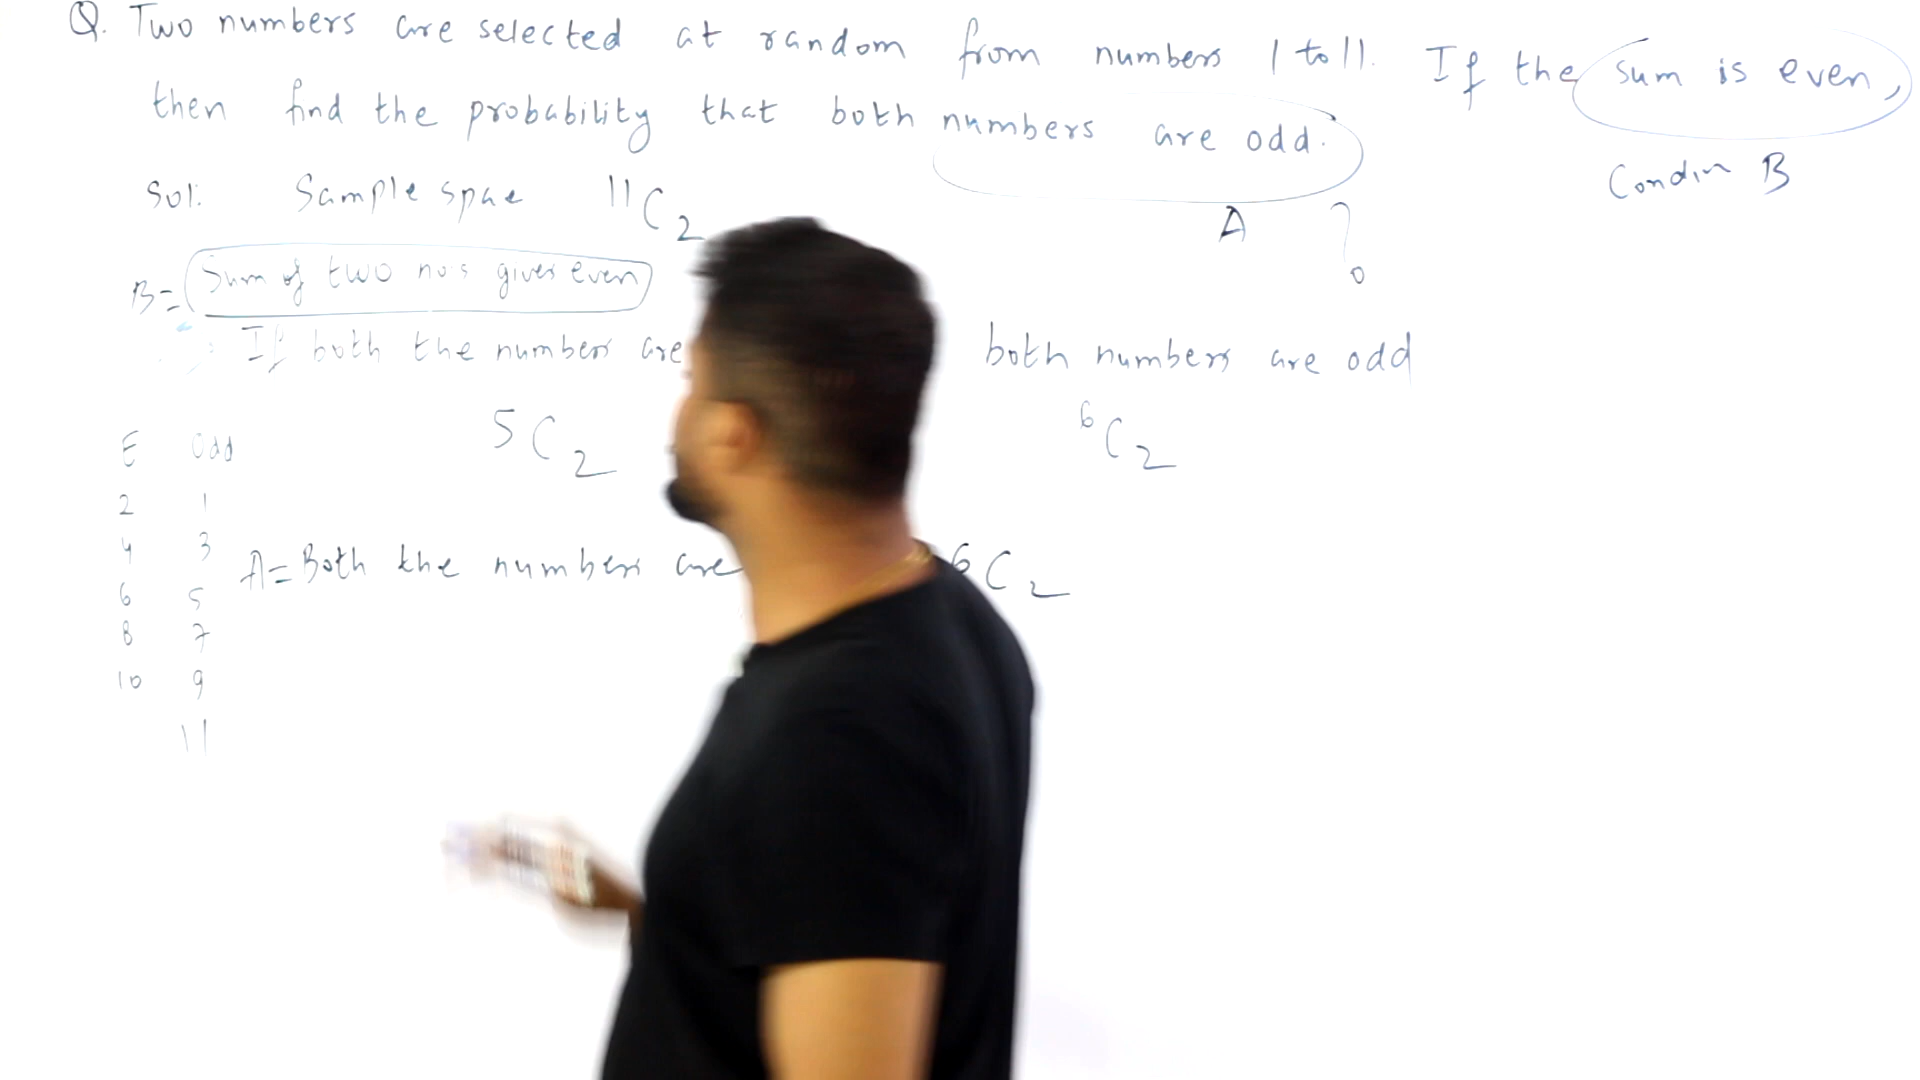 Q. Two numbers are selected at random from numbers 1 to 11. If the sum is even,
then find the probability that both numbers are odd.
Condin B
Sol: Sample spae 11C2
A ?
B = Sum of two no's gives even
If both the numbers are both numbers are odd
5C2 6C2
E Odd
2 1
4 3
A = Both the numbers are 6C2
6 5
8 7
10 9
11